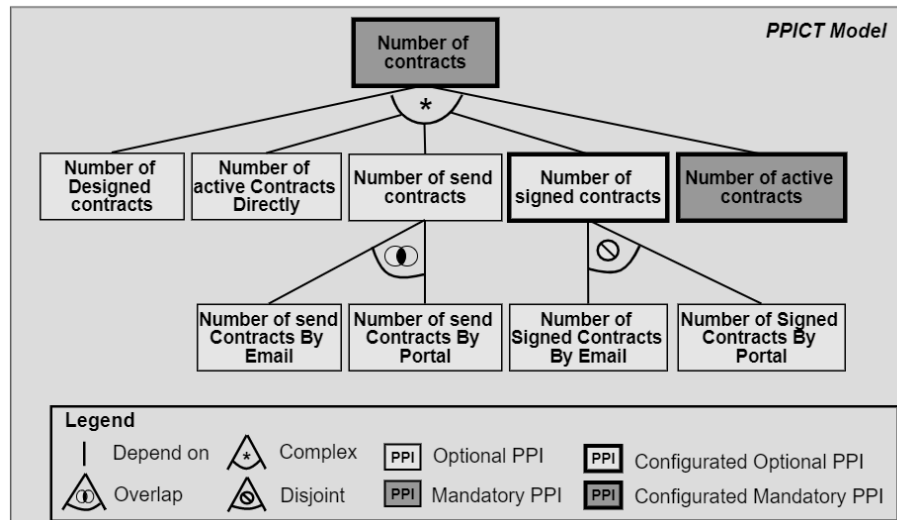 PPICT Model
Number of
contracts
*
Number of
Designed
contracts
Number of
active Contracts
Directly
Number of send
contracts
Number of
signed contracts
Number of active
contracts
Number of send
Contracts By
Email
Number of send
Contracts By
Portal
Number of
Signed Contracts
By Email
Number of Signed
Contracts By
Portal
Legend
Depend on
* Complex
PPI Optional PPI
PPI Configurated Optional PPI
Overlap
Disjoint
PPI Mandatory PPI
PPI Configurated Mandatory PPI